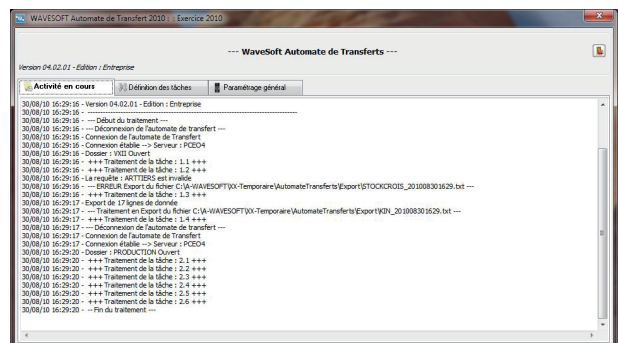 WAVESOFT Automate de Transfert 2010 : : Exercice 2010
--- WaveSoft Automate de Transferts ---
Version 04.02.01 - Edition : Entreprise
Activité en cours
Définition des tâches
Paramétrage général
30/08/10 16:29:16 - Version 04.02.01 - Edition : Entreprise
30/08/10 16:29:16 - ----------------------------------------------------------------------
30/08/10 16:29:16 - --- Début du traitement ---
30/08/10 16:29:16 - --- Déconnexion de l'automate de transfert ---
30/08/10 16:29:16 - Connexion de l'automate de Transfert
30/08/10 16:29:16 - Connexion établie --> Serveur : PCEO4
30/08/10 16:29:16 - Dossier : VXII Ouvert
30/08/10 16:29:16 - +++ Traitement de la tâche : 1.1 +++
30/08/10 16:29:16 - +++ Traitement de la tâche : 1.2 +++
30/08/10 16:29:16 - La requête : ARTTIERS est invalide
30/08/10 16:29:16 - --- ERREUR Export du fichier C:\A-WAVESOFT\XX-Temporaire\AutomateTransferts\Export\STOCKCROIS_201008301629.txt ---
30/08/10 16:29:16 - +++ Traitement de la tâche : 1.3 +++
30/08/10 16:29:17 - Export de 17 lignes de donnée
30/08/10 16:29:17 - --- Traitement en Export du fichier C:\A-WAVESOFT\XX-Temporaire\AutomateTransferts\Export\KIN_201008301629.txt ---
30/08/10 16:29:17 - +++ Traitement de la tâche : 1.4 +++
30/08/10 16:29:17 - --- Déconnexion de l'automate de transfert ---
30/08/10 16:29:17 - Connexion de l'automate de Transfert
30/08/10 16:29:17 - Connexion établie --> Serveur : PCEO4
30/08/10 16:29:20 - Dossier : PRODUCTION Ouvert
30/08/10 16:29:20 - +++ Traitement de la tâche : 2.1 +++
30/08/10 16:29:20 - +++ Traitement de la tâche : 2.2 +++
30/08/10 16:29:20 - +++ Traitement de la tâche : 2.3 +++
30/08/10 16:29:20 - +++ Traitement de la tâche : 2.4 +++
30/08/10 16:29:20 - +++ Traitement de la tâche : 2.5 +++
30/08/10 16:29:20 - +++ Traitement de la tâche : 2.6 +++
30/08/10 16:29:20 - -- Fin du traitement ---